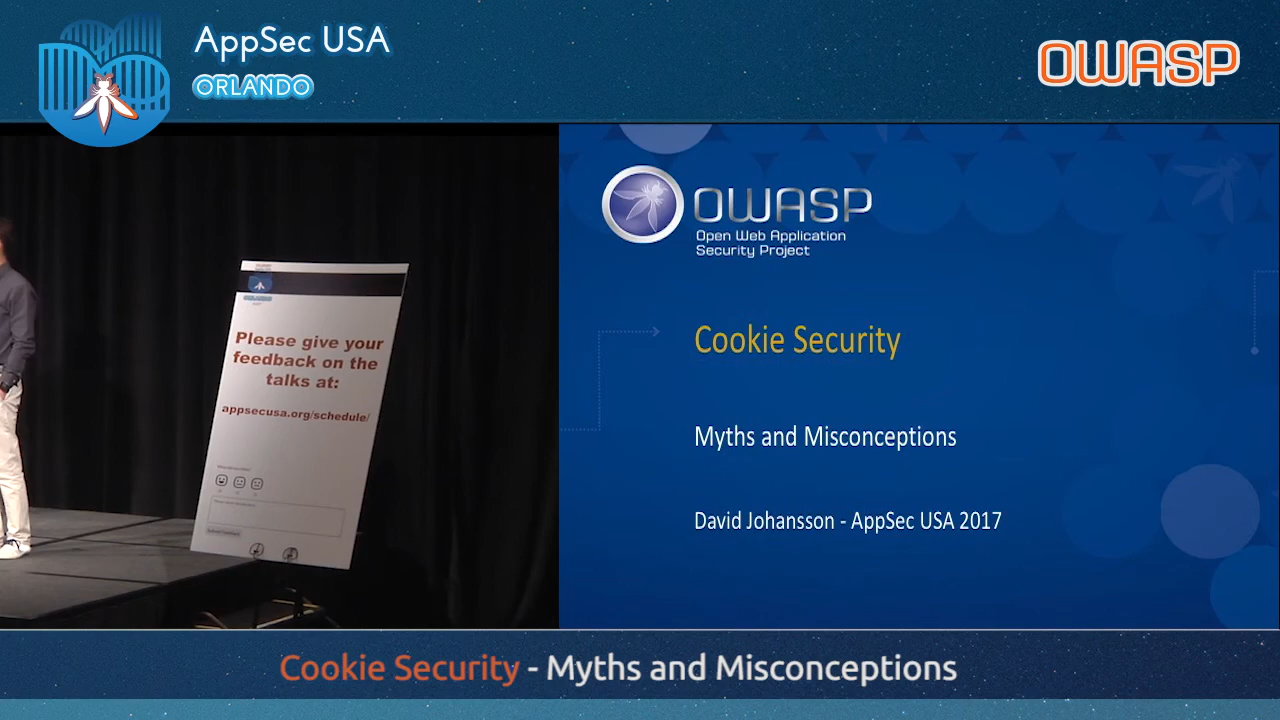 AppSec USA
ORLANDO
OWASP
ORLANDO
Please give your
feedback on the
talks at:
appsecusa.org/schedule/
OWASP
Open Web Application
Security Project
Cookie Security
Myths and Misconceptions
David Johansson - AppSec USA 2017
Cookie Security - Myths and Misconceptions